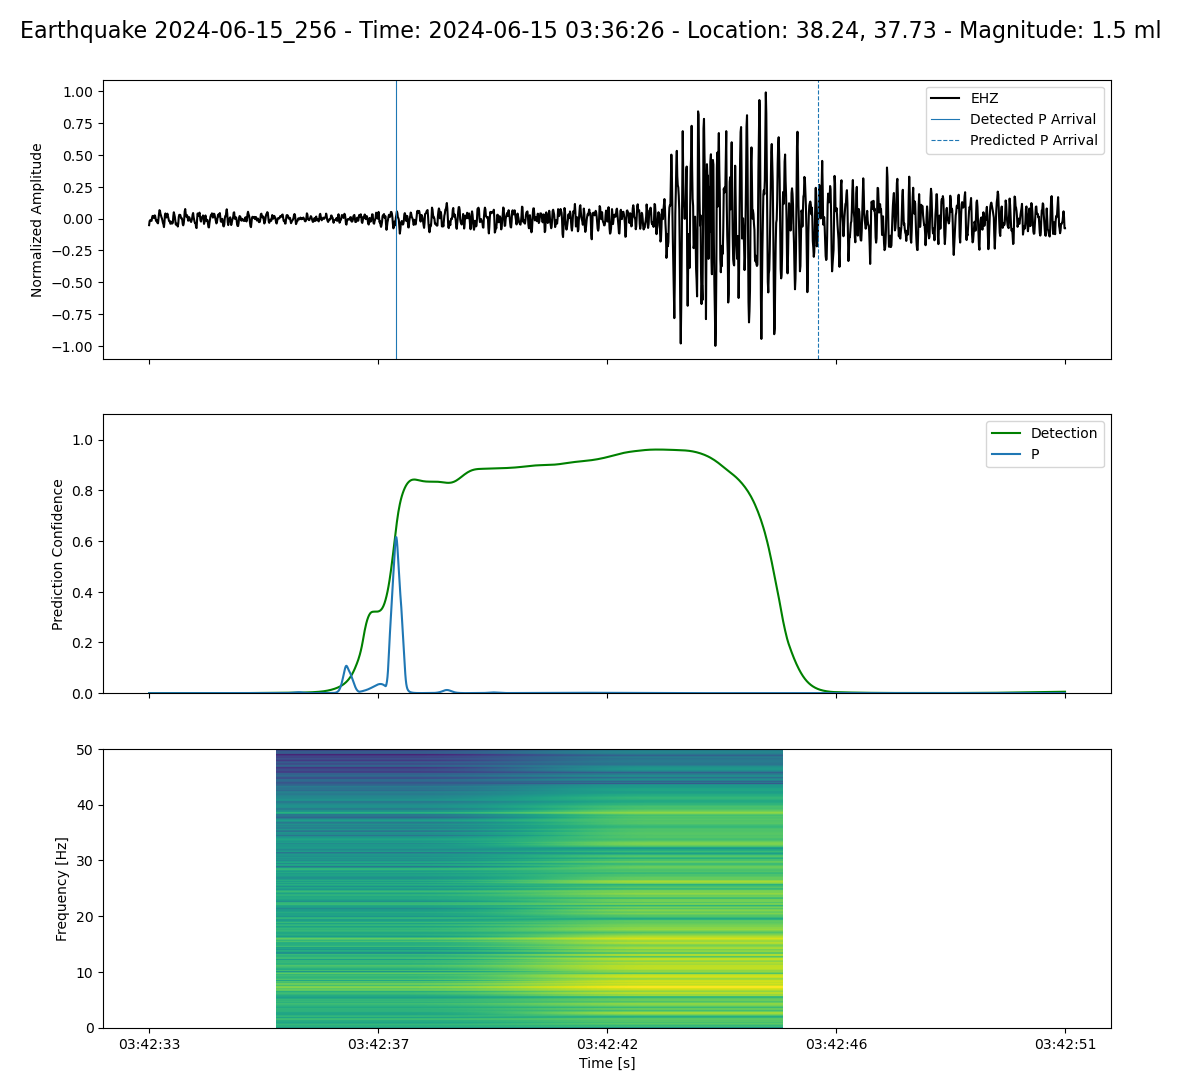 Earthquake 2024-06-15_256 - Time: 2024-06-15 03:36:26 - Location: 38.24, 37.73 - Magnitude: 1.5 ml
Normalized Amplitude
1.00
0.75
0.50
0.25
0.00
−0.25
−0.50
−0.75
−1.00
EHZ
Detected P Arrival
Predicted P Arrival
Prediction Confidence
1.0
0.8
0.6
0.4
0.2
0.0
Detection
P
Frequency [Hz]
50
40
30
20
10
0
03:42:33 03:42:37 03:42:42 03:42:46 03:42:51
Time [s]